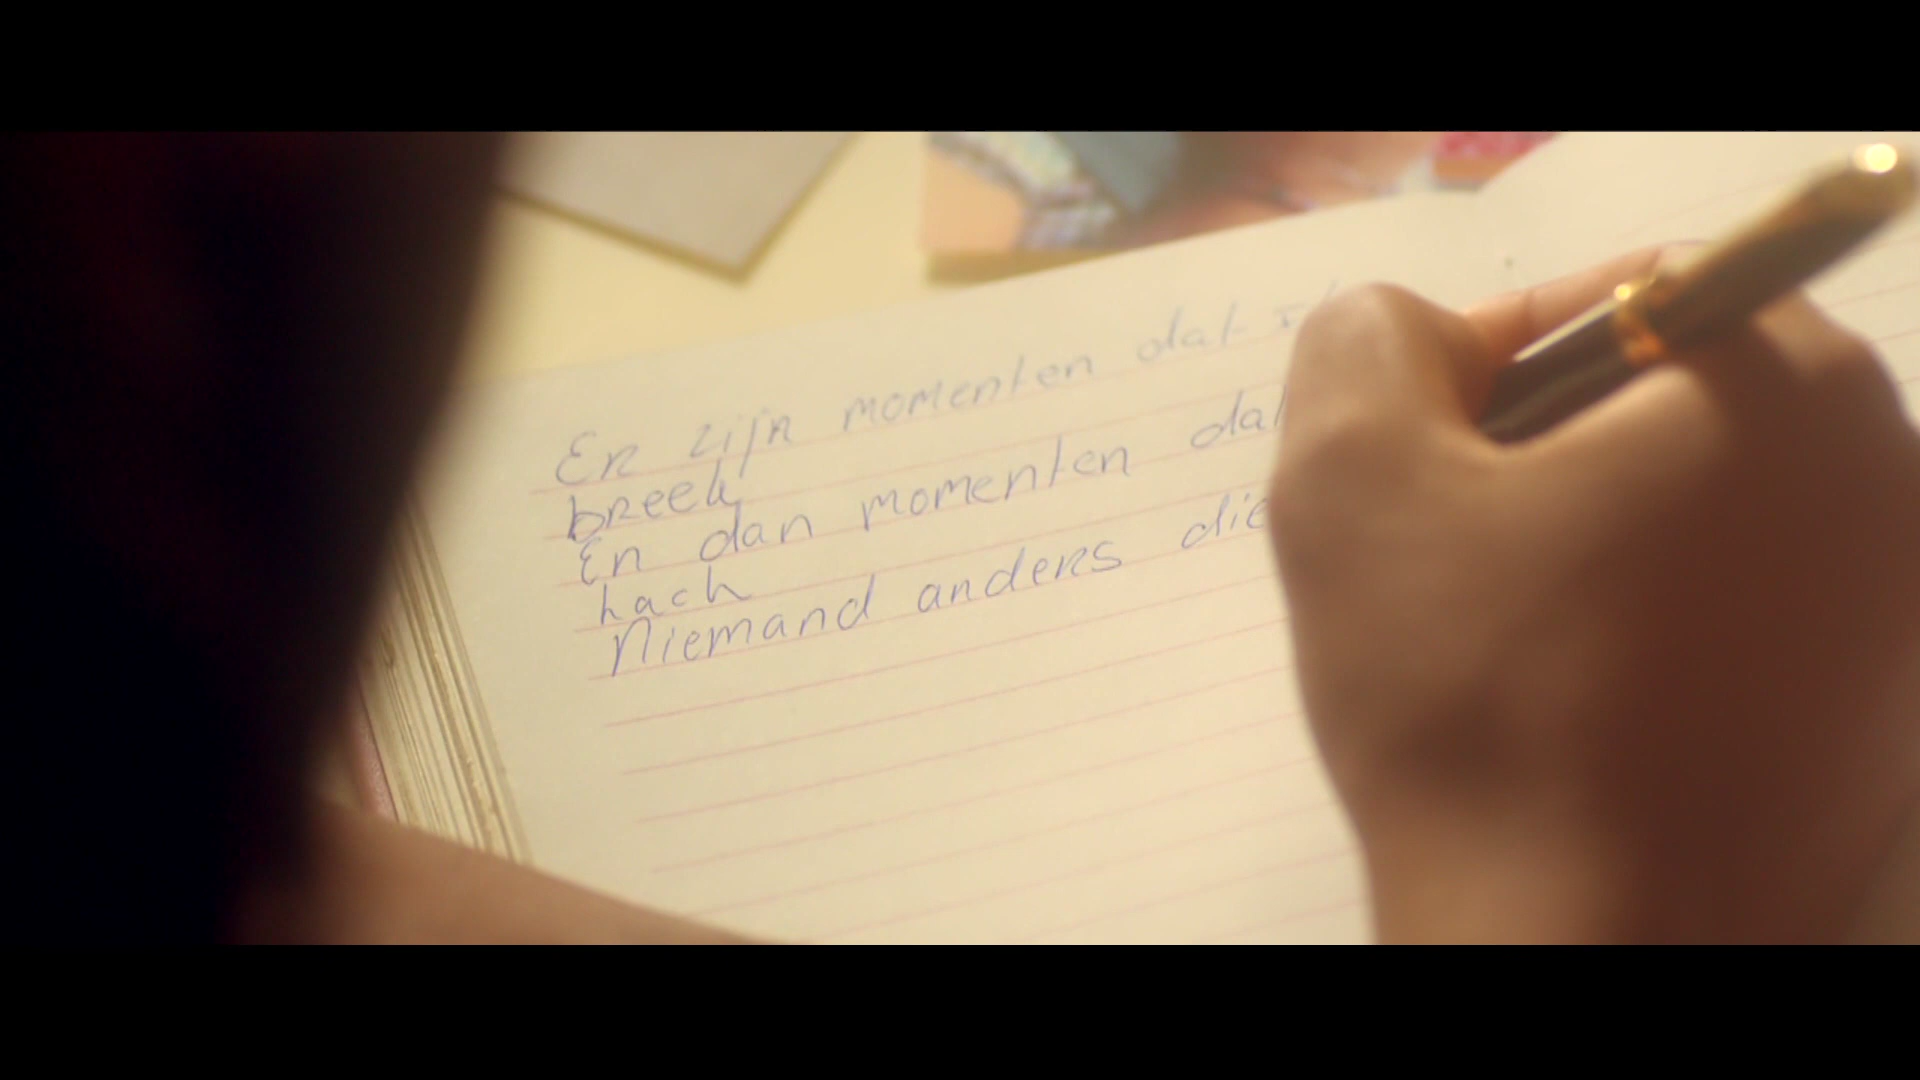 Er zijn momenten dat
breek
En dan momenten dat
lach
Niemand anders die